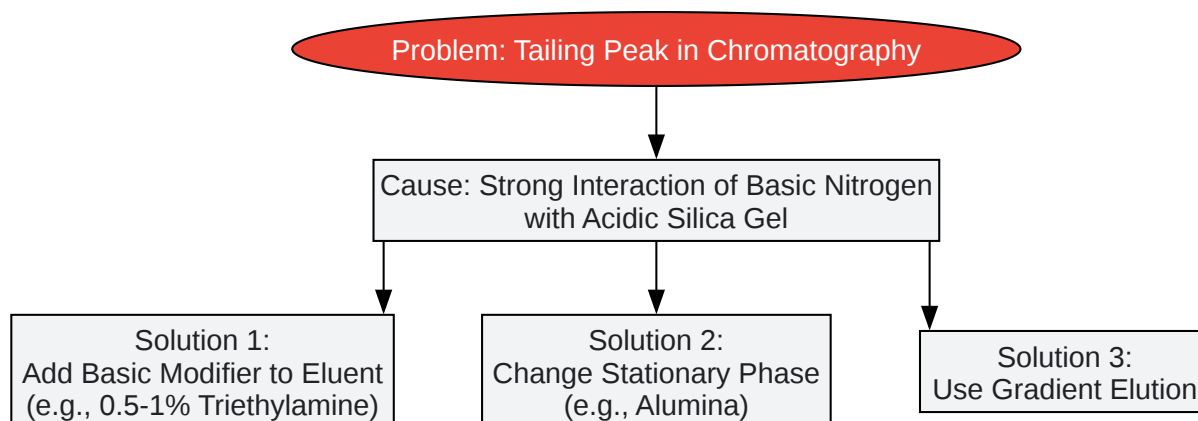 Problem: Tailing Peak in Chromatography
Cause: Strong Interaction of Basic Nitrogen
with Acidic Silica Gel
Solution 1:
Add Basic Modifier to Eluent
(e.g., 0.5-1% Triethylamine)
Solution 2:
Change Stationary Phase
(e.g., Alumina)
Solution 3:
Use Gradient Elution